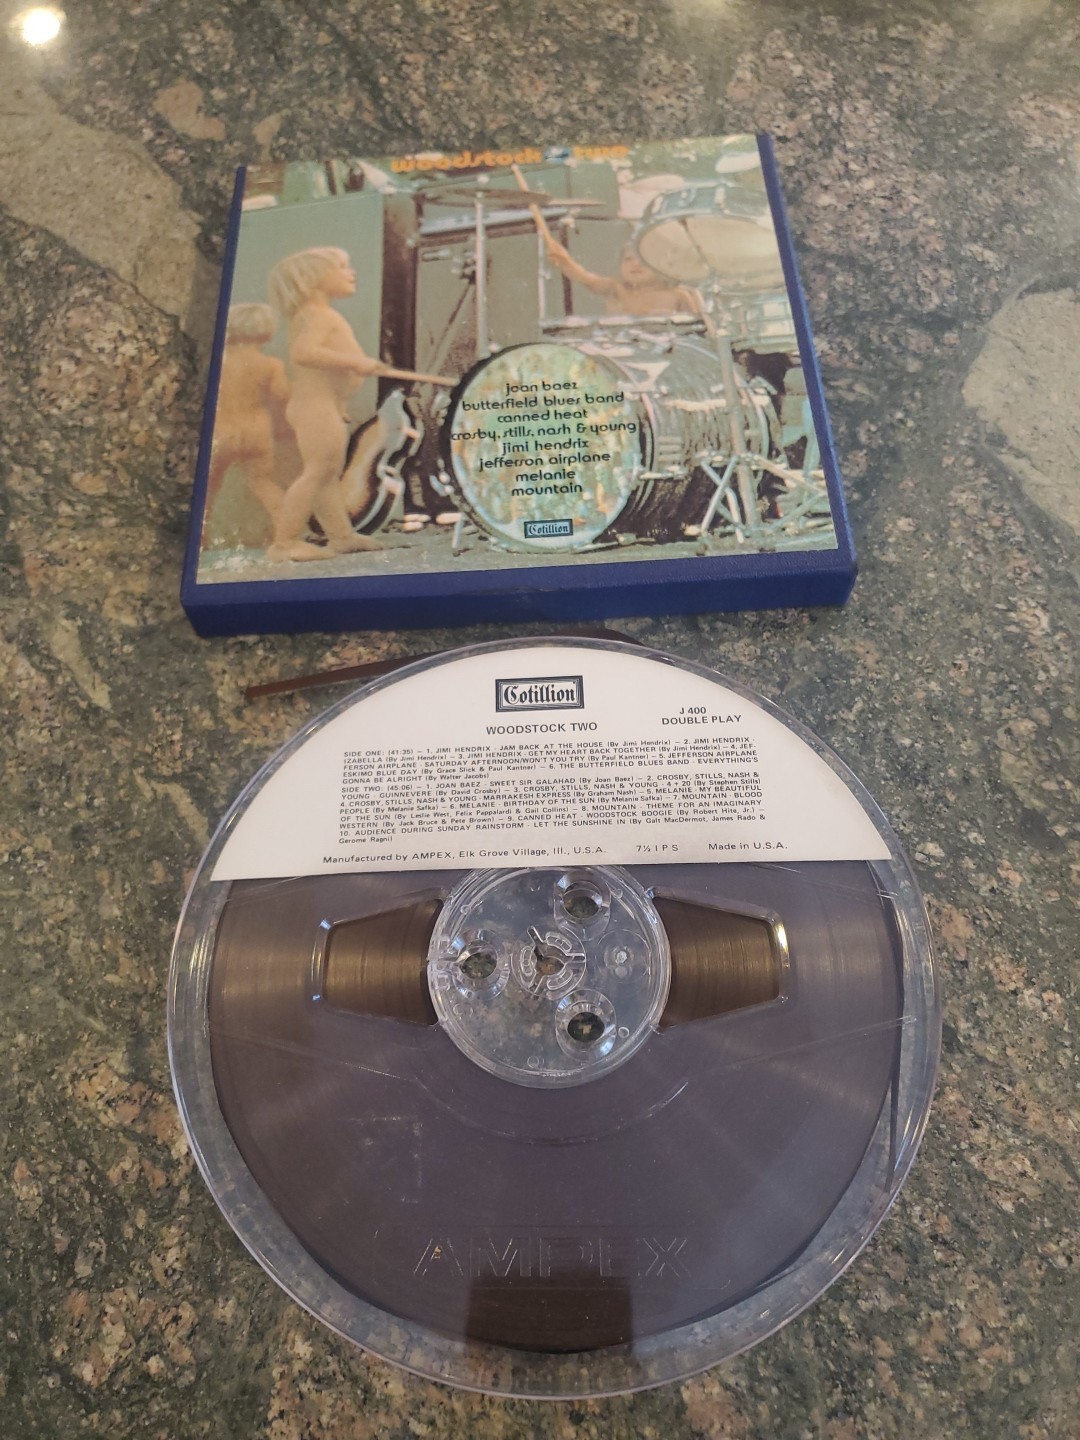 woodstock two
joan baez
butterfield blues band
canned heat
crosby, stills, nash & young
jimi hendrix
jefferson airplane
melanie
mountain
Cotillion
Cotillion
WOODSTOCK TWO
J 400
DOUBLE PLAY
SIDE ONE: (41:35) — 1. JIMI HENDRIX · JAM BACK AT THE HOUSE (By Jimi Hendrix) — 2. JIMI HENDRIX ·
IZABELLA (By Jimi Hendrix) — 3. JIMI HENDRIX · GET MY HEART BACK TOGETHER (By Jimi Hendrix) — 4. JEF-
FERSON AIRPLANE · SATURDAY AFTERNOON/WON'T YOU TRY (By Paul Kantner) — 5. JEFFERSON AIRPLANE
ESKIMO BLUE DAY (By Grace Slick & Paul Kantner) — 6. THE BUTTERFIELD BLUES BAND · EVERYTHING'S
GONNA BE ALRIGHT (By Walter Jacobs)
SIDE TWO: (45:06) — 1. JOAN BAEZ · SWEET SIR GALAHAD (By Joan Baez) — 2. CROSBY, STILLS, NASH &
YOUNG · GUINNEVERE (By David Crosby) — 3. CROSBY, STILLS, NASH & YOUNG · 4 + 20 (By Stephen Stills)
4. CROSBY, STILLS, NASH & YOUNG · MARRAKESH EXPRESS (By Graham Nash) — 5. MELANIE · MY BEAUTIFUL
PEOPLE (By Melanie Safka) — 6. MELANIE · BIRTHDAY OF THE SUN (By Melanie Safka) — 7. MOUNTAIN · BLOOD
OF THE SUN (By Leslie West, Felix Pappalardi & Gail Collins) — 8. MOUNTAIN · THEME FOR AN IMAGINARY
WESTERN (By Jack Bruce & Pete Brown) — 9. CANNED HEAT · WOODSTOCK BOOGIE (By Robert Hite, Jr.) —
10. AUDIENCE DURING SUNDAY RAINSTORM · LET THE SUNSHINE IN (By Galt MacDermot, James Rado &
Gerome Ragni)
Manufactured by AMPEX, Elk Grove Village, Ill., U.S.A. 7½ I P S Made in U.S.A.
AMPEX